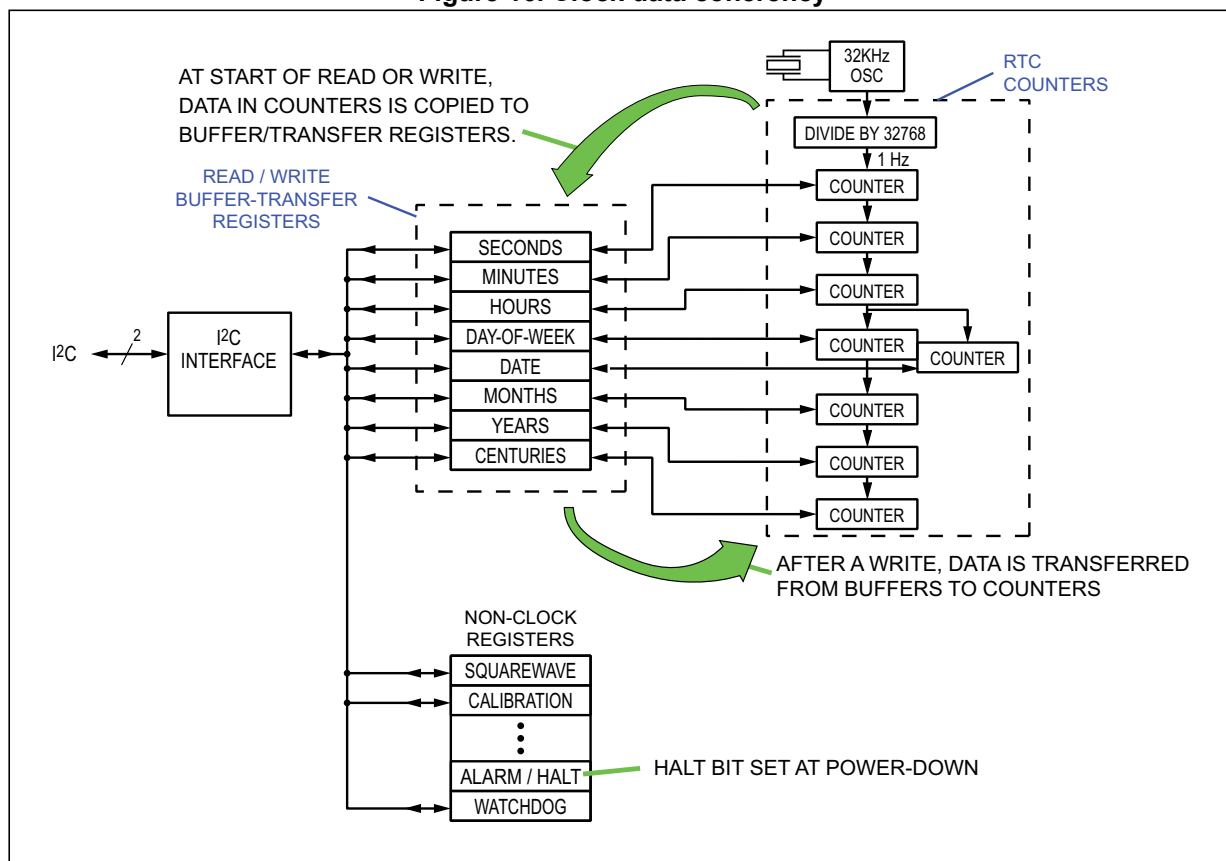 32KHz
OSC
RTC
COUNTERS
AT START OF READ OR WRITE,
DATA IN COUNTERS IS COPIED TO
BUFFER/TRANSFER REGISTERS.
DIVIDE BY 32768
1 Hz
READ / WRITE
BUFFER-TRANSFER
REGISTERS
COUNTER
COUNTER
COUNTER
COUNTER
COUNTER
COUNTER
COUNTER
COUNTER
SECONDS
MINUTES
HOURS
DAY-OF-WEEK
DATE
MONTHS
YEARS
CENTURIES
I²C
2
I²C
INTERFACE
AFTER A WRITE, DATA IS TRANSFERRED
FROM BUFFERS TO COUNTERS
NON-CLOCK
REGISTERS
SQUAREWAVE
CALIBRATION
ALARM / HALT
WATCHDOG
HALT BIT SET AT POWER-DOWN